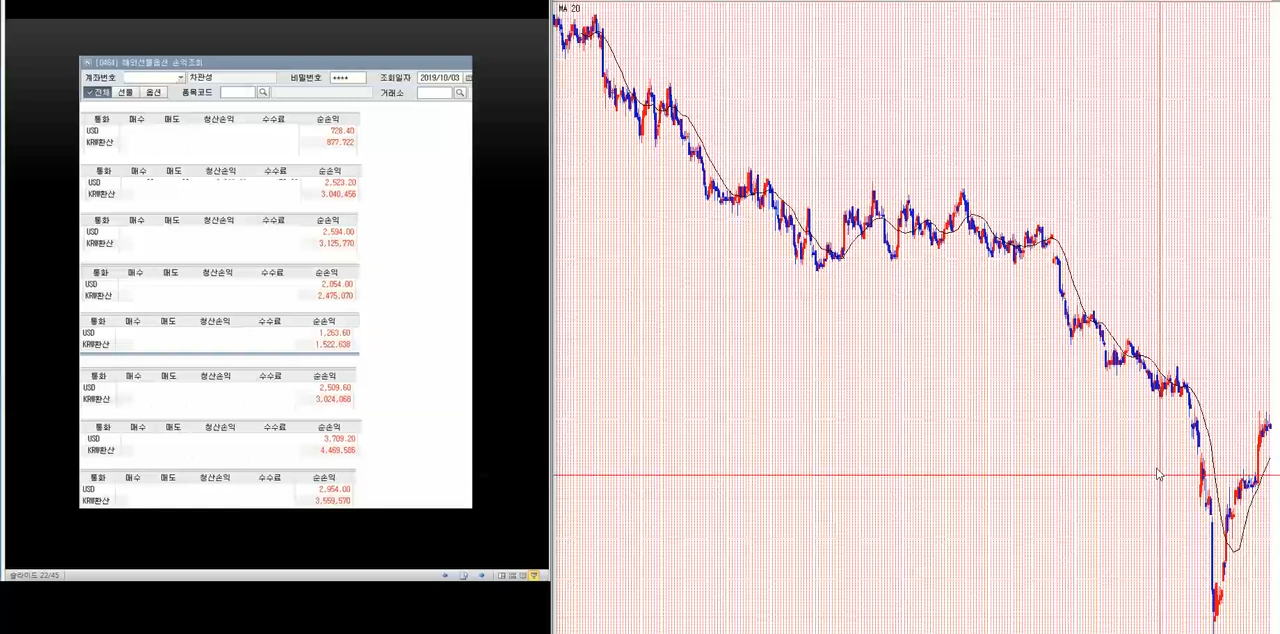 MA 20
[0464] 해외선물옵션 손익조회
계좌번호 차판성 비밀번호 **** 조회일자 2019/10/03
✓전체 선물 옵션 품목코드 거래소
통화 매수 매도 청산손익 수수료 순손익
USD 728.40
KRW환산 877,722
통화 매수 매도 청산손익 수수료 순손익
USD 2,523.20
KRW환산 3,040,456
통화 매수 매도 청산손익 수수료 순손익
USD 2,594.00
KRW환산 3,125,770
통화 매수 매도 청산손익 수수료 순손익
USD 2,054.00
KRW환산 2,475,070
통화 매수 매도 청산손익 수수료 순손익
USD 1,263.60
KRW환산 1,522,638
통화 매수 매도 청산손익 수수료 순손익
USD 2,509.60
KRW환산 3,024,068
통화 매수 매도 청산손익 수수료 순손익
USD 3,709.20
KRW환산 4,469,586
통화 매수 매도 청산손익 수수료 순손익
USD 2,954.00
KRW환산 3,559,570
슬라이드 22/45